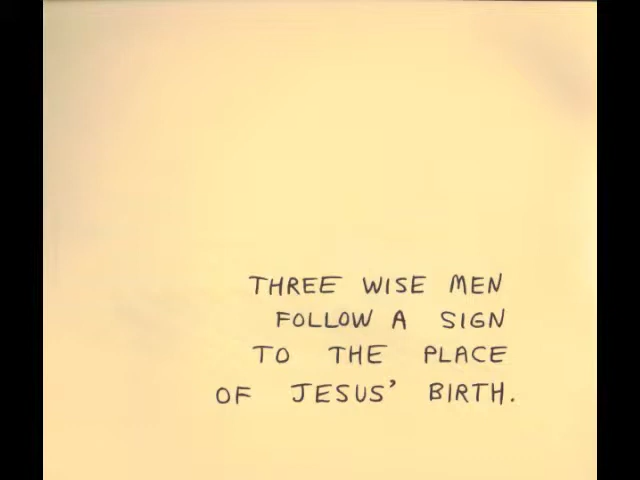 THREE WISE MEN
FOLLOW A SIGN
TO THE PLACE
OF JESUS' BIRTH.